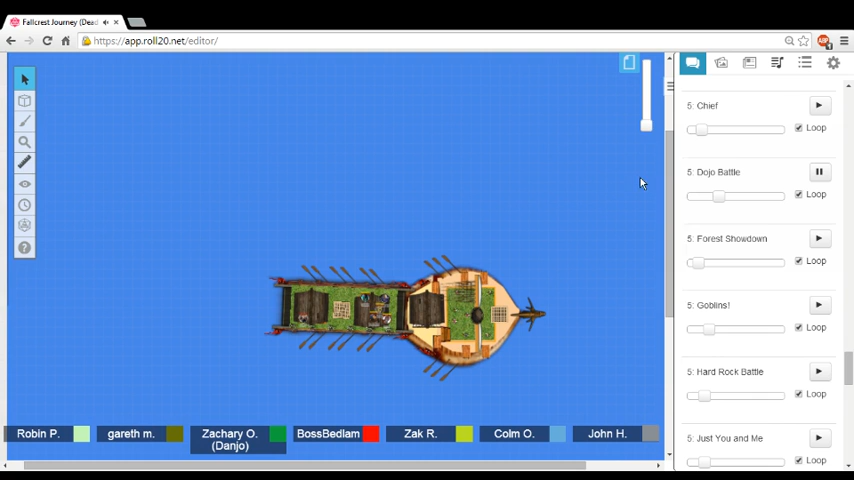 Fallcrest Journey (Dead
https://app.roll20.net/editor/
ABP
5: Chief
Loop
5: Dojo Battle
Loop
5: Forest Showdown
Loop
5: Goblins!
Loop
5: Hard Rock Battle
Loop
5: Just You and Me
Loop
Robin P.
gareth m.
Zachary O.
(Danjo)
BossBedlam
Zak R.
Colm O.
John H.